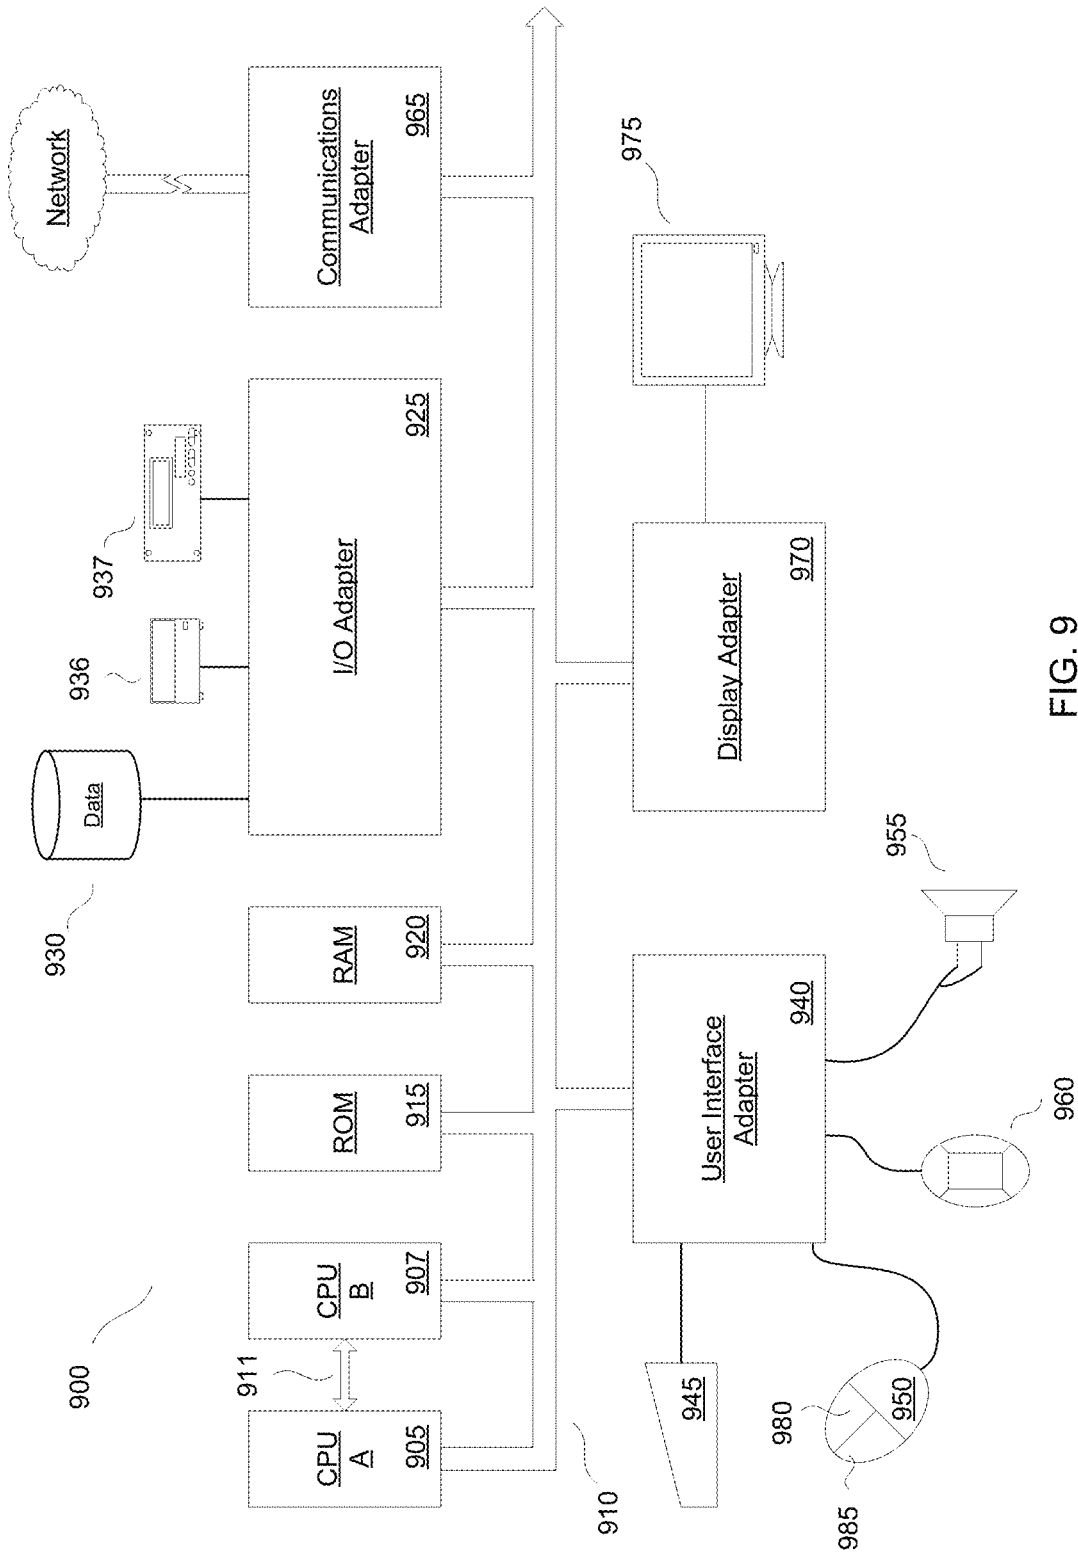 900
CPU
A
905
911
CPU
B
907
ROM
915
RAM
920
930
Data
936
937
I/O Adapter
925
Network
Communications
Adapter
965
910
945
980
950
985
User Interface
Adapter
940
960
955
Display Adapter
970
975
FIG. 9